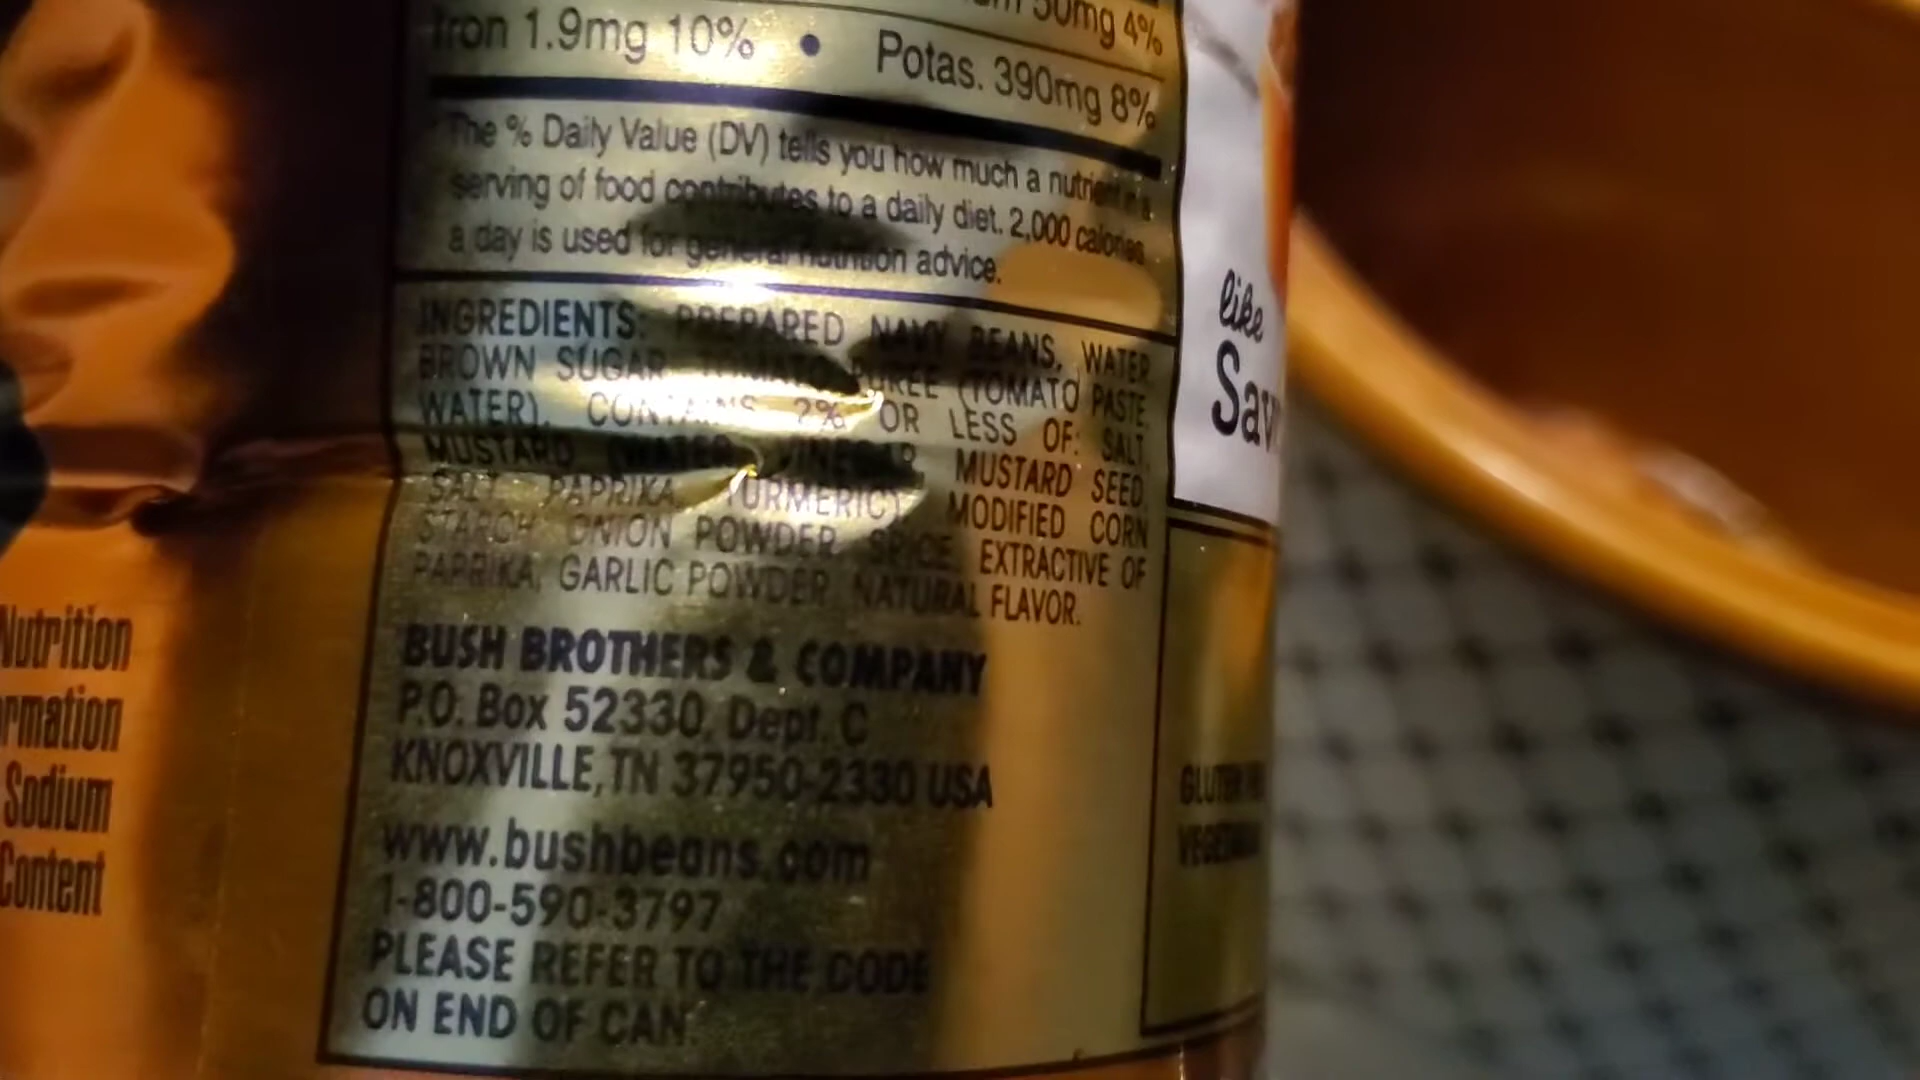 50mg 4%
Iron 1.9mg 10% • Potas. 390mg 8%
The % Daily Value (DV) tells you how much a nutrient in a
serving of food contributes to a daily diet. 2,000 calories
a day is used for general nutrition advice.
INGREDIENTS: PREPARED NAVY BEANS, WATER,
BROWN SUGAR, TOMATO PUREE (TOMATO PASTE,
WATER), CONTAINS 2% OR LESS OF: SALT,
MUSTARD (WATER, VINEGAR, MUSTARD SEED,
SALT, PAPRIKA, TURMERIC), MODIFIED CORN
STARCH, ONION POWDER, SPICE, EXTRACTIVE OF
PAPRIKA, GARLIC POWDER, NATURAL FLAVOR.
BUSH BROTHERS & COMPANY
P.O. Box 52330, Dept. C
KNOXVILLE, TN 37950-2330 USA
www.bushbeans.com
1-800-590-3797
PLEASE REFER TO THE CODE
ON END OF CAN.
Nutrition
rmation
Sodium
Content
like
Sav
GLUTEN
VEGETARIAN